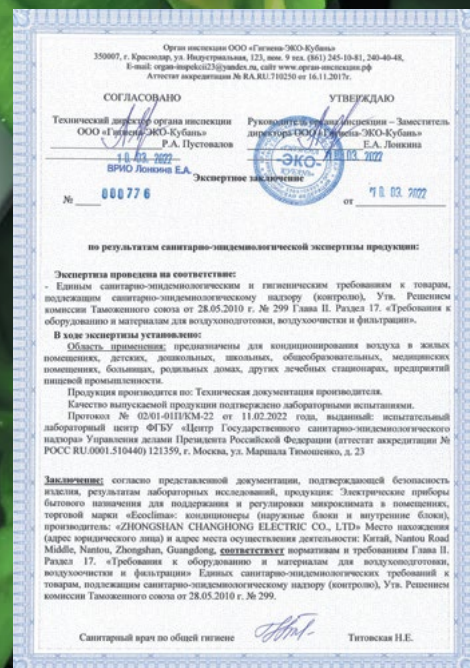 Орган инспекции ООО «Гигиена-ЭКО-Кубань»
350007, г. Краснодар, ул. Индустриальная, 123, пом. 9 тел. (861) 245-10-81, 240-40-48,
E-mail: organ-inspekcii23@yandex.ru, сайт www.орган-инспекции.рф
Аттестат аккредитации № RA.RU.710250 от 16.11.2017г.
СОГЛАСОВАНО
Технический директор органа инспекции
ООО «Гигиена-ЭКО-Кубань»
Р.А. Пустовалов
10. 03. 2022
ВРИО Лонкина Е.А.
УТВЕРЖДАЮ
Руководитель органа инспекции – Заместитель
директора ООО «Гигиена-ЭКО-Кубань»
Е.А. Лонкина
03. 2022
ЭКО-
КУБАНЬ
Экспертное заключение
№ 000776
от 10. 03. 2022
по результатам санитарно-эпидемиологической экспертизы продукции:
Экспертиза проведена на соответствие:
- Единым санитарно-эпидемиологическим и гигиеническим требованиям к товарам,
подлежащим санитарно-эпидемиологическому надзору (контролю), Утв. Решением
комиссии Таможенного союза от 28.05.2010 г. № 299 Глава II. Раздел 17. «Требования к
оборудованию и материалам для воздухоподготовки, воздухоочистки и фильтрации».
В ходе экспертизы установлено:
Область применения: предназначены для кондиционирования воздуха в жилых
помещениях, детских, дошкольных, школьных, общеобразовательных, медицинских
помещениях, больницах, родильных домах, других лечебных стационарах, предприятий
пищевой промышленности.
Продукция производится по: Техническая документация производителя.
Качество выпускаемой продукции подтверждено лабораторными испытаниями.
Протокол № 02/01-0ПП/КМ-22 от 11.02.2022 года, выданный: испытательный
лабораторный центр ФГБУ «Центр Государственного санитарно-эпидемиологического
надзора» Управления делами Президента Российской Федерации (аттестат аккредитации №
РОСС RU.0001.510440) 121359, г. Москва, ул. Маршала Тимошенко, д. 23
Заключение: согласно представленной документации, подтверждающей безопасность
изделия, результатам лабораторных исследований, продукция: Электрические приборы
бытового назначения для поддержания и регулировки микроклимата в помещениях,
торговой марки «Ecoclima»: кондиционеры (наружные блоки и внутренние блоки),
производитель: «ZHONGSHAN CHANGHONG ELECTRIC CO., LTD» Место нахождения
(адрес юридического лица) и адрес места осуществления деятельности: Китай, Nantou Road
Middle, Nantou, Zhongshan, Guangdong, соответствует нормативам и требованиям Главы II.
Раздел 17. «Требования к оборудованию и материалам для воздухоподготовки,
воздухоочистки и фильтрации» Единых санитарно-эпидемиологических требований к
товарам, подлежащим санитарно-эпидемиологическому надзору (контролю), Утв. Решением
комиссии Таможенного союза от 28.05.2010 г. № 299.
Санитарный врач по общей гигиене Титовская Н.Е.